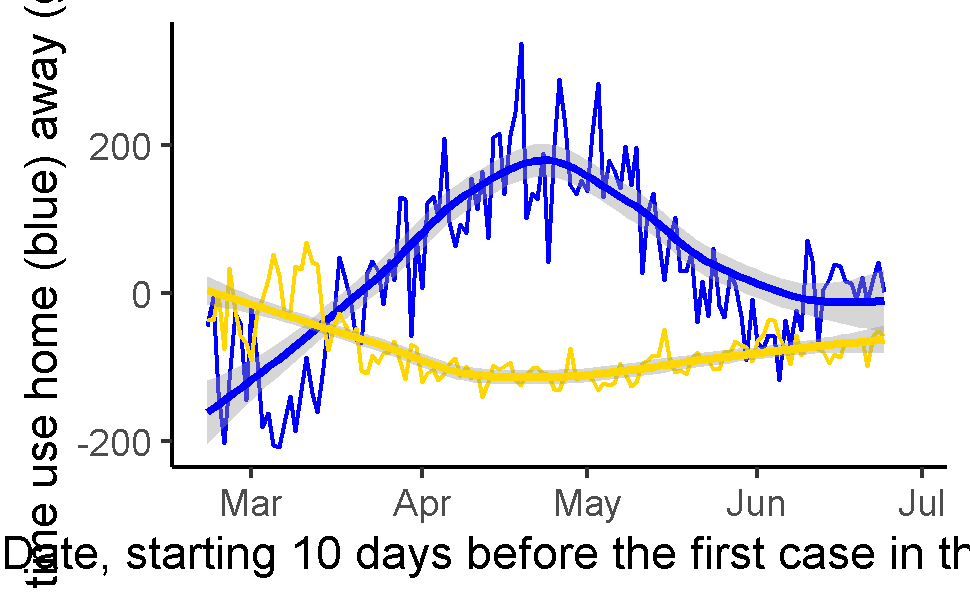 time use home (blue) away (
200
0
-200
Mar Apr May Jun Jul
Date, starting 10 days before the first case in th